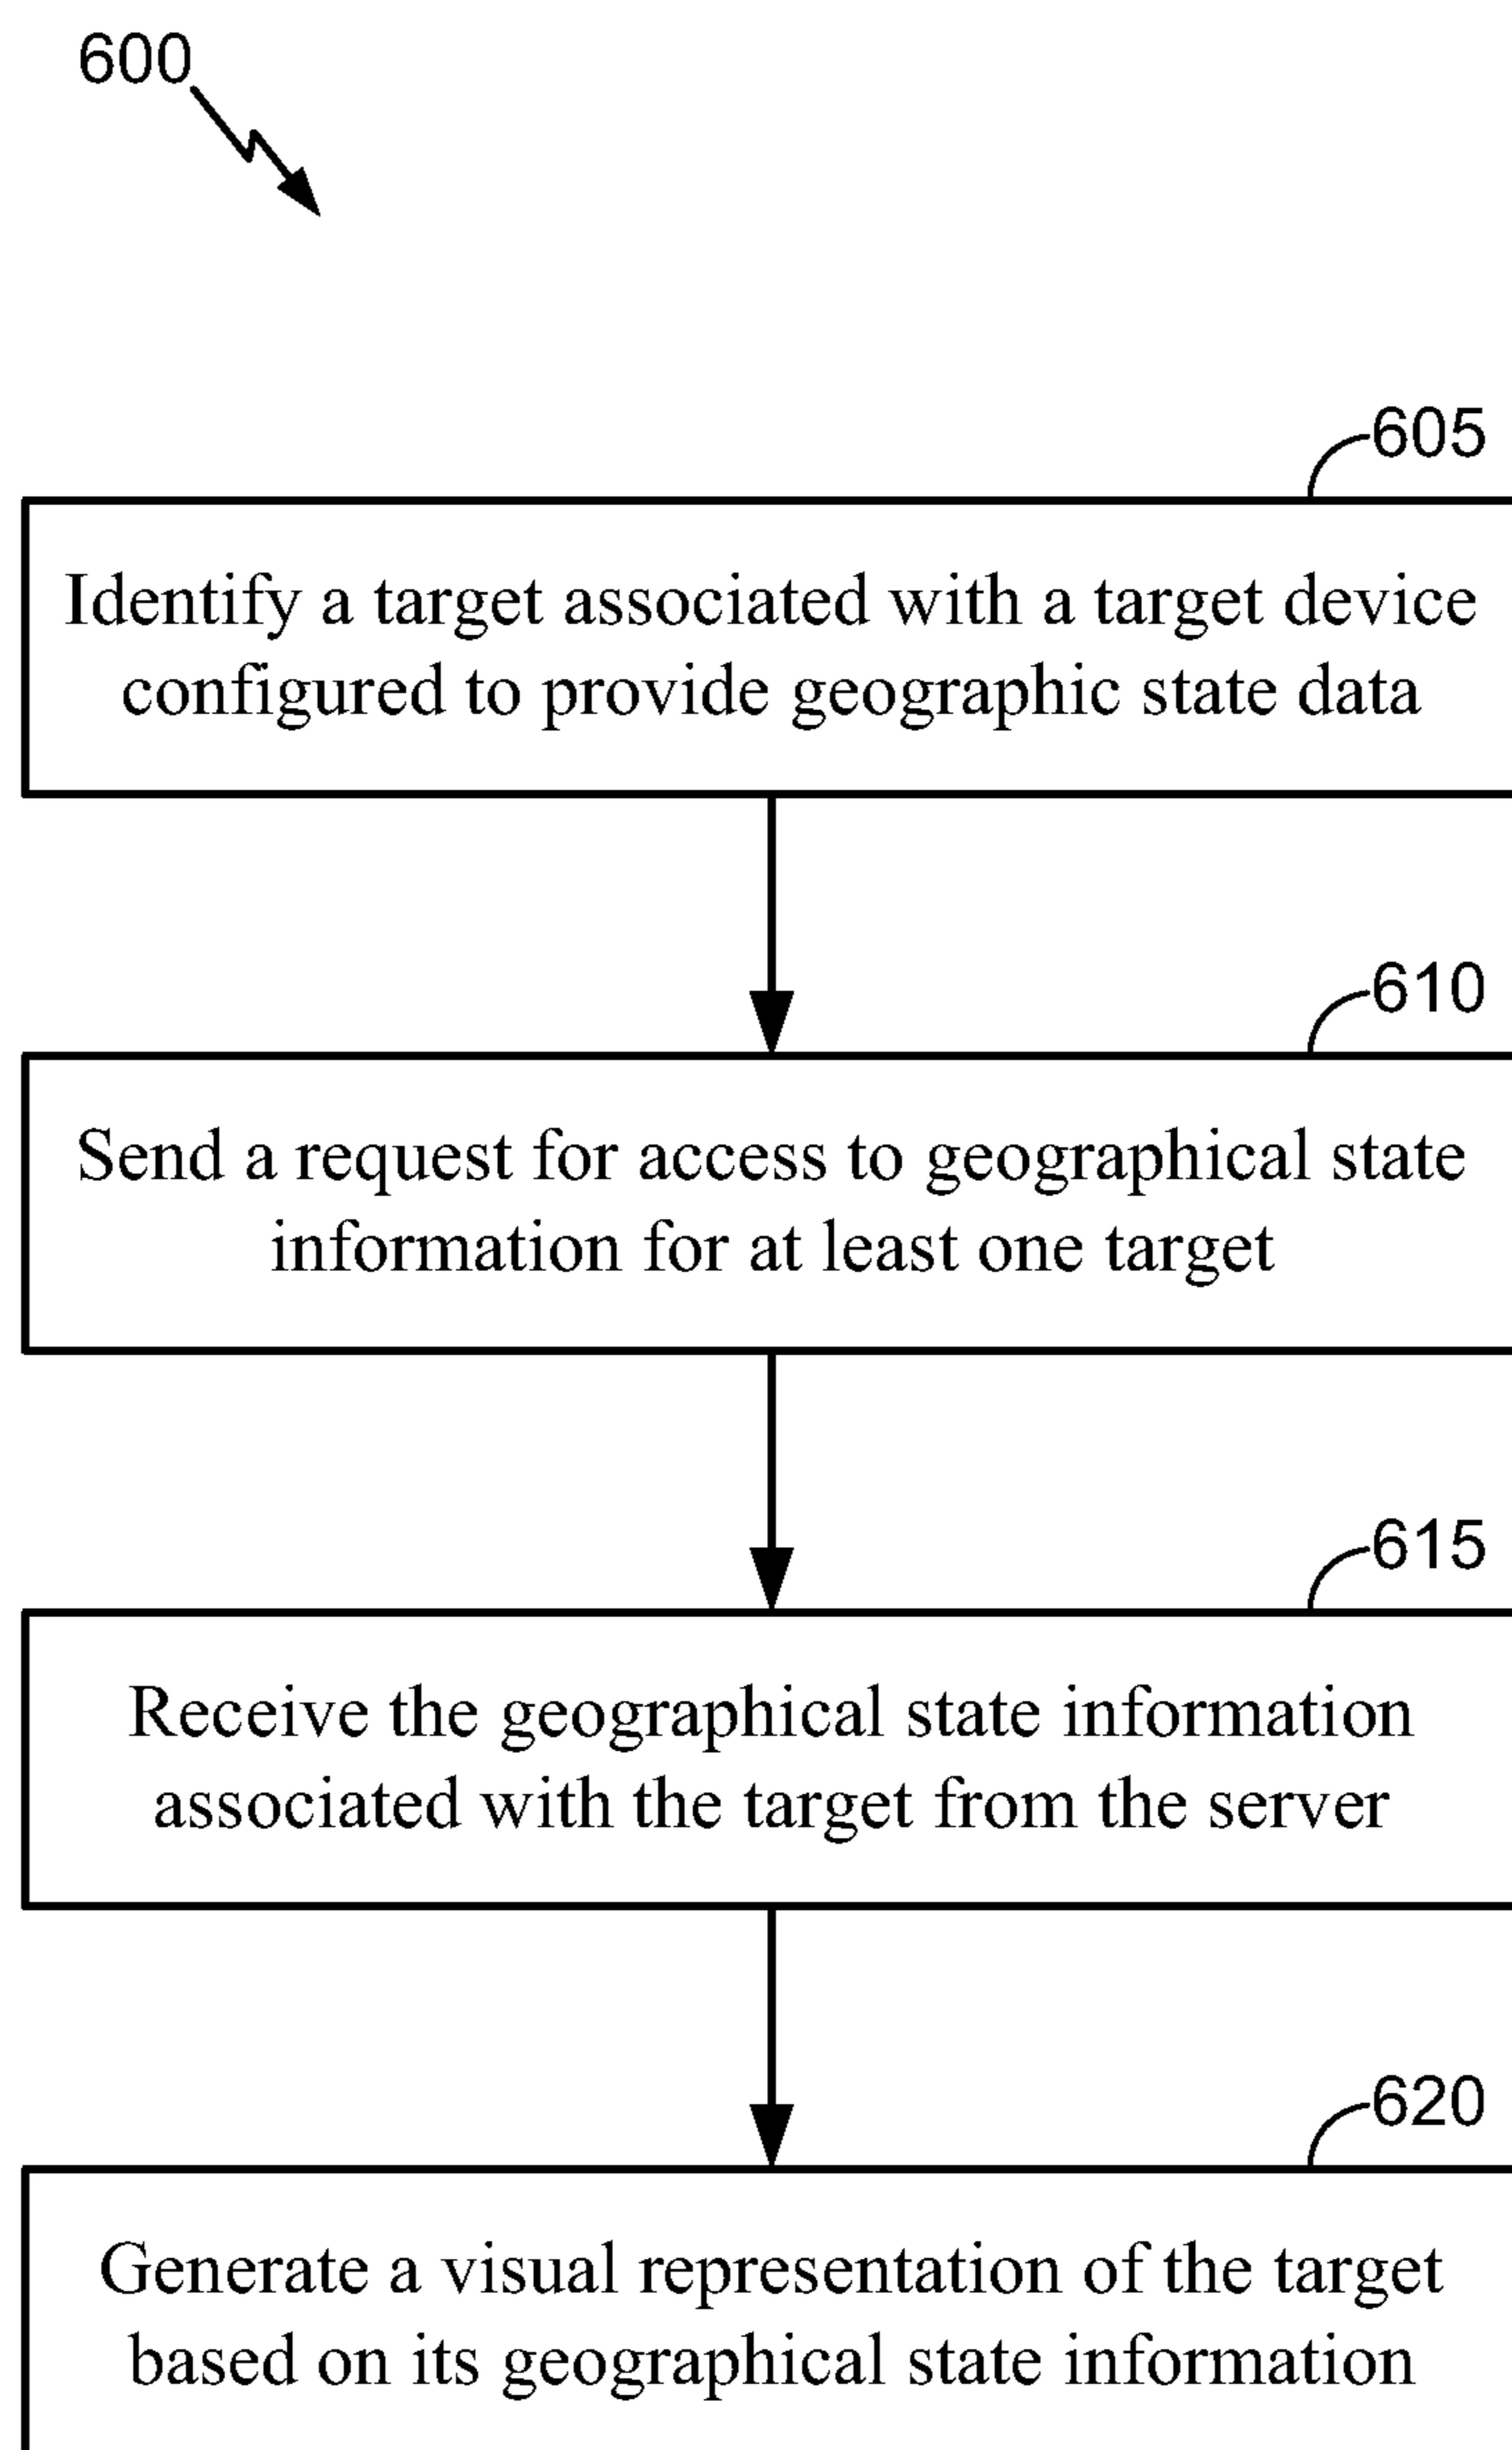 600
605
Identify a target associated with a target device
configured to provide geographic state data
610
Send a request for access to geographical state
information for at least one target
615
Receive the geographical state information
associated with the target from the server
620
Generate a visual representation of the target
based on its geographical state information